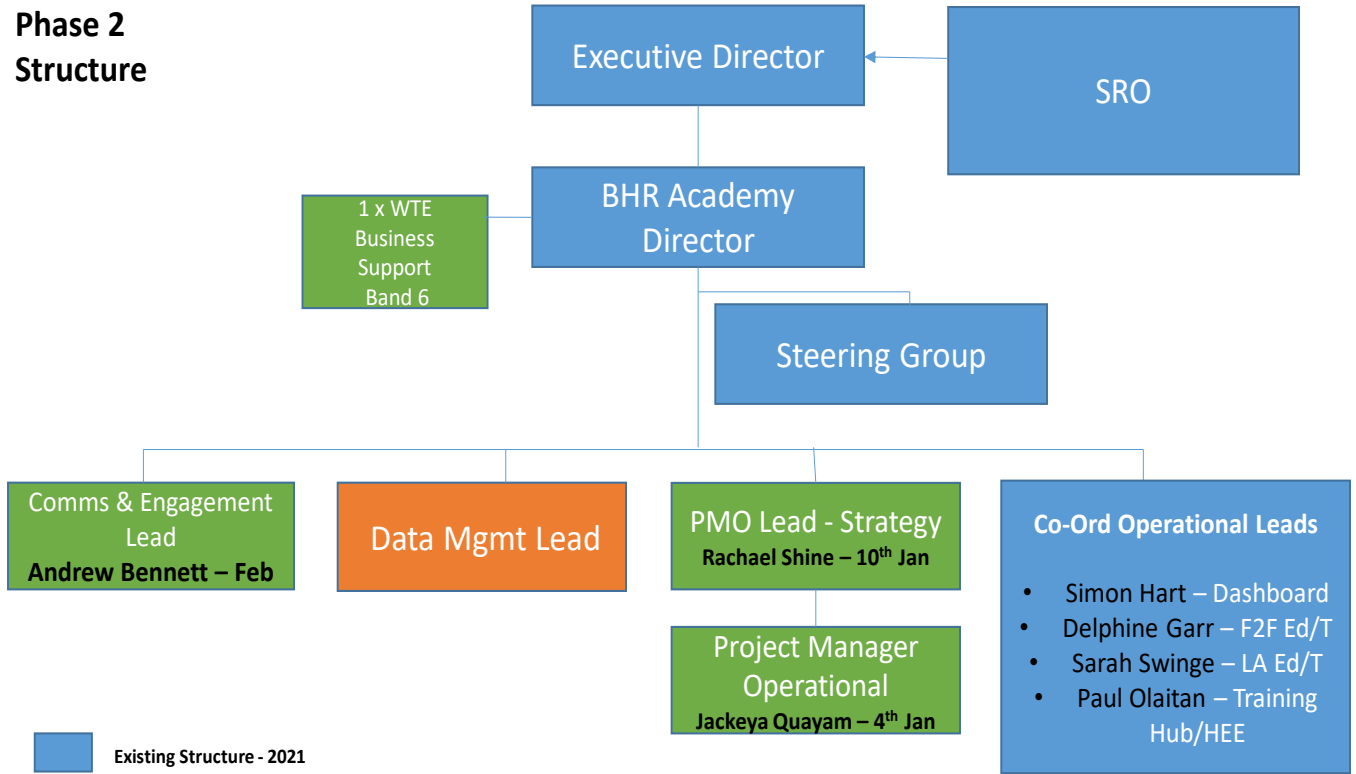 Phase 2
Structure
Executive Director
SRO
BHR Academy
Director
1 x WTE
Business
Support
Band 6
Steering Group
Comms & Engagement
Lead
Andrew Bennett – Feb
Data Mgmt Lead
PMO Lead - Strategy
Rachael Shine – 10th Jan
Project Manager
Operational
Jackeya Quayam – 4th Jan
Co-Ord Operational Leads
• Simon Hart – Dashboard
• Delphine Garr – F2F Ed/T
• Sarah Swinge – LA Ed/T
• Paul Olaitan – Training
Hub/HEE
Existing Structure - 2021